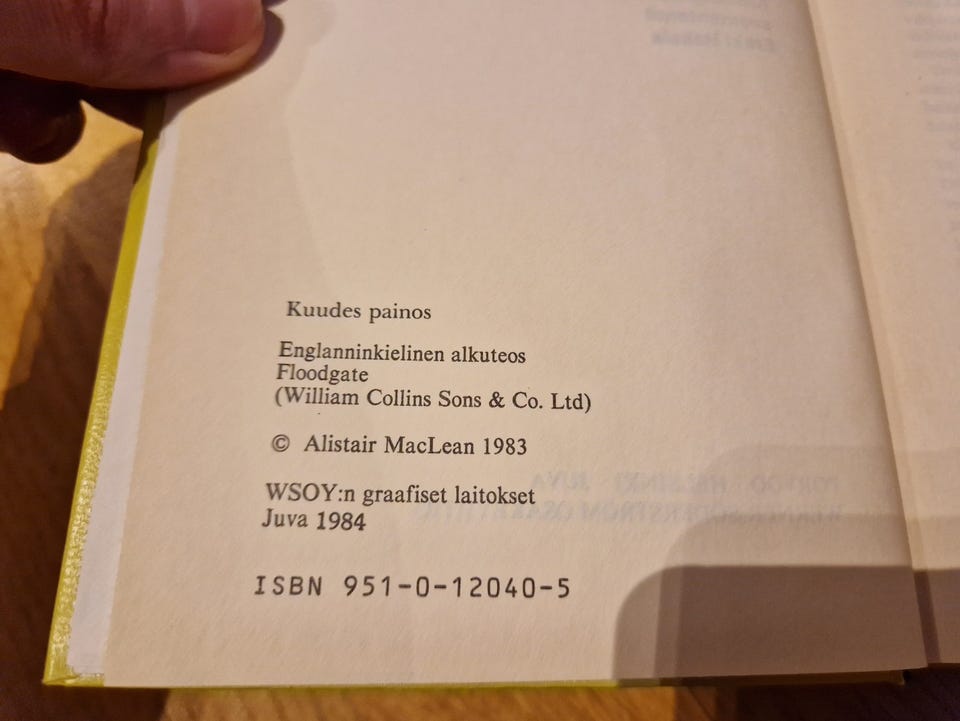 Kuudes painos
Englanninkielinen alkuteos
Floodgate
(William Collins Sons & Co. Ltd)
© Alistair MacLean 1983
WSOY:n graafiset laitokset
Juva 1984
ISBN 951-0-12040-5